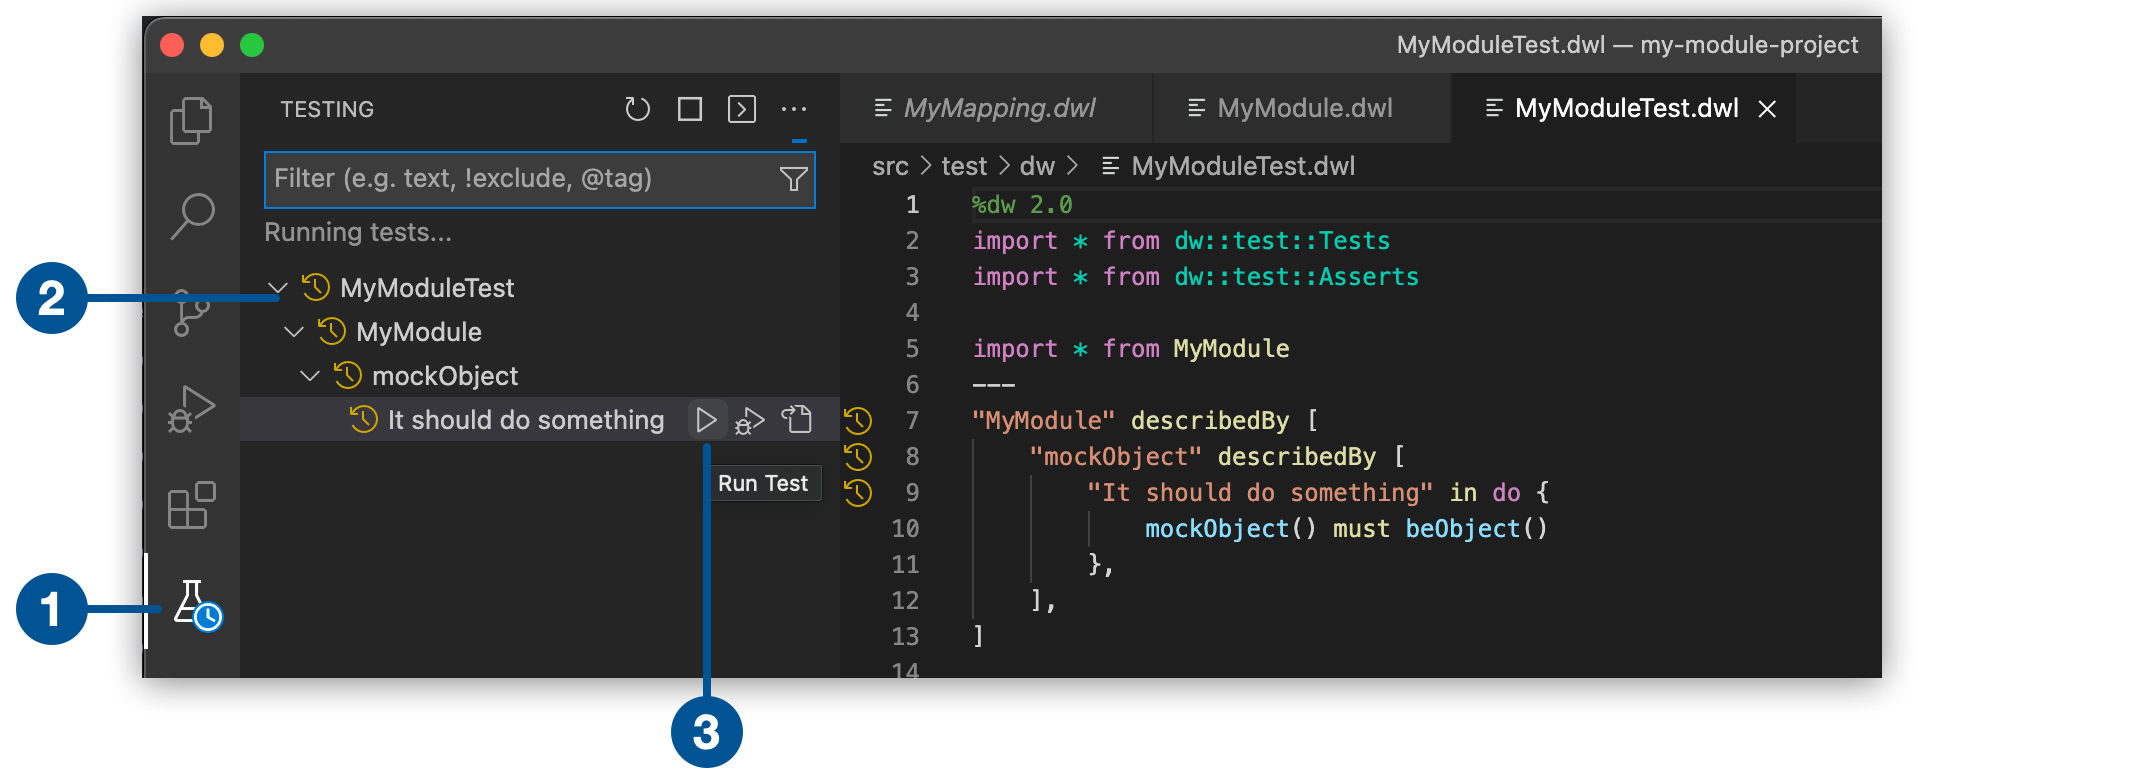 MyModuleTest.dwl — my-module-project
TESTING
Filter (e.g. text, !exclude, @tag)
Running tests...
2
MyModuleTest
MyModule
mockObject
It should do something
Run Test
1
3
MyMapping.dwl
MyModule.dwl
MyModuleTest.dwl
src > test > dw > MyModuleTest.dwl
1 %dw 2.0
2 import * from dw::test::Tests
3 import * from dw::test::Asserts
4
5 import * from MyModule
6 ---
7 "MyModule" describedBy [
8 "mockObject" describedBy [
9 "It should do something" in do {
10 mockObject() must beObject()
11 },
12 ],
13 ]
14